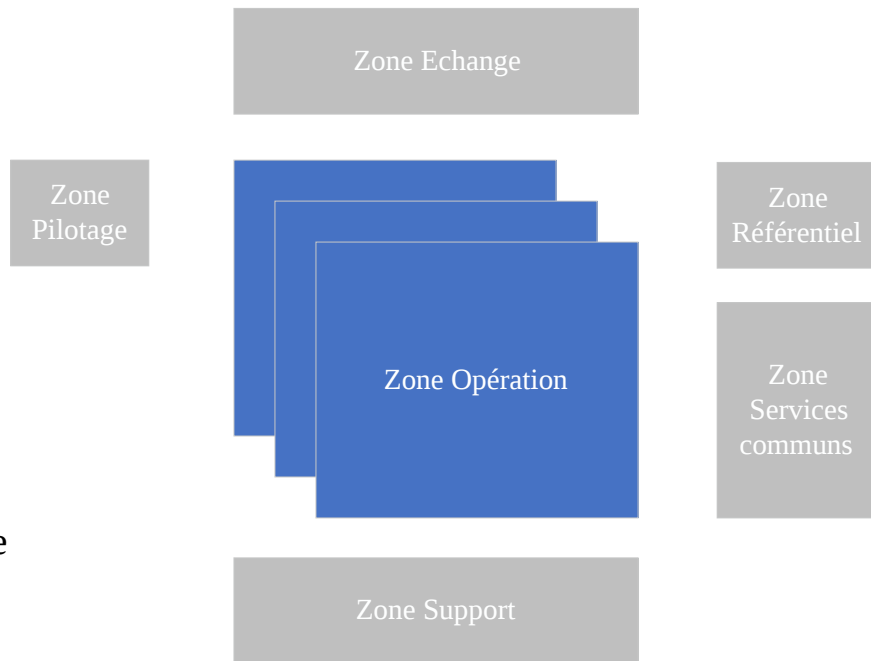 Zone Echange
Zone
Pilotage
Zone
Référentiel
Zone Opération
Zone
Services
communs
e
Zone Support